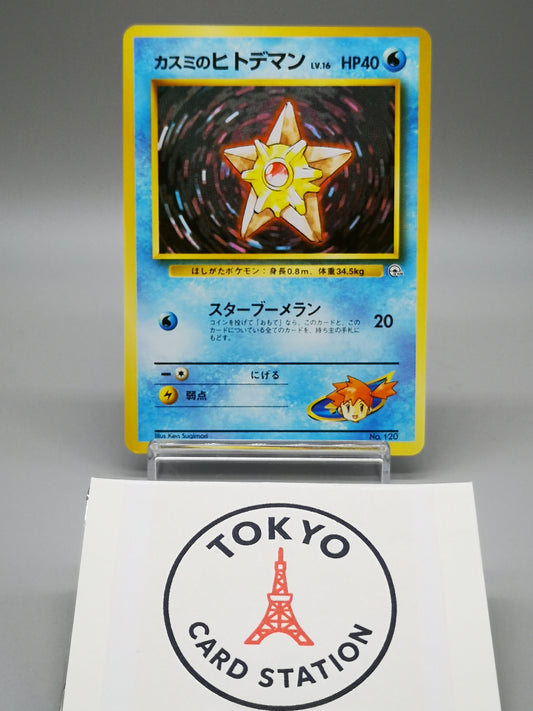 カスミのヒトデマン LV.16 HP40
ほしがたポケモン：身長0.8m、体重34.5kg
スターブーメラン 20
コインを投げて「おもて」なら、このカードと、この
カードについている全てのカードを、持ち主の手札に
もどす。
にげる
弱点
Illus. Ken Sugimori No. 120
TOKYO
CARD STATION